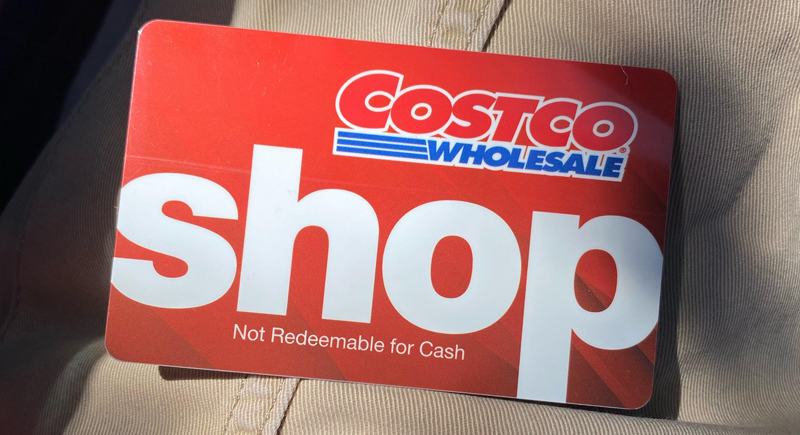 COSTCO
WHOLESALE
shop
Not Redeemable for Cash